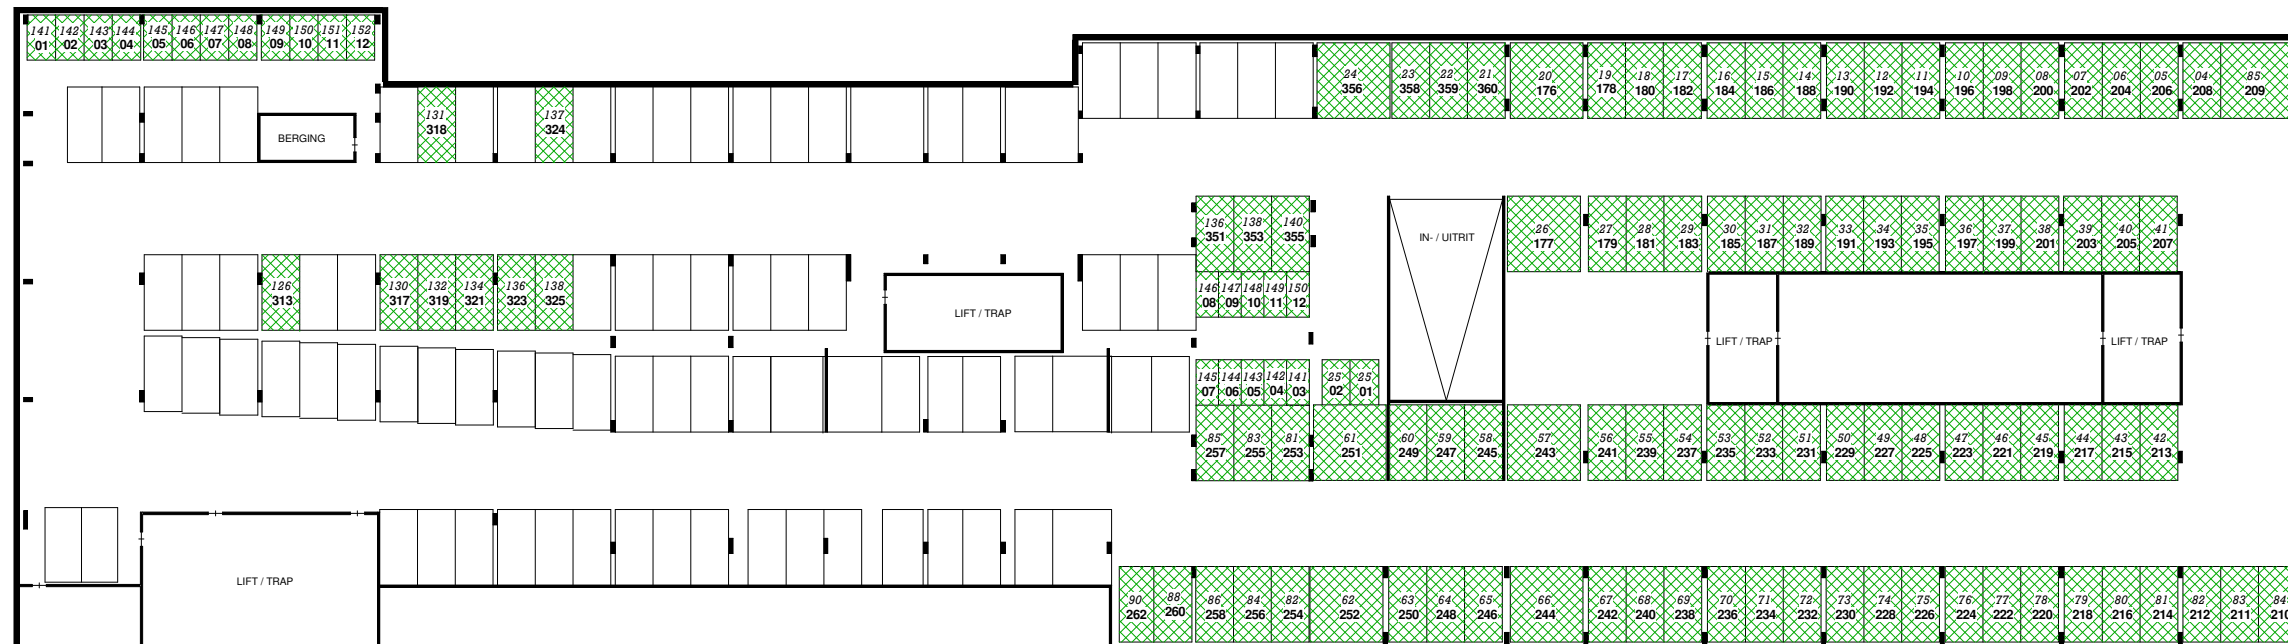 141 142 143 144 145 146 147 148 149 150 151 152
01 02 03 04 05 06 07 08 09 10 11 12
24 23 22 21 20 19 18 17 16 15 14 13 12 11 10 09 08 07 06 05 04 85
356 358 359 360 176 178 180 182 184 186 188 190 192 194 196 198 200 202 204 206 208 209
131 137
318 324
BERGING
136 138 140 26 27 28 29 30 31 32 33 34 35 36 37 38 39 40 41
351 353 355 177 179 181 183 185 187 189 191 193 195 197 199 201 203 205 207
IN- / UITRIT
126 130 132 134 136 138
313 317 319 321 323 325
146 147 148 149 150
08 09 10 11 12
LIFT / TRAP
LIFT / TRAP
LIFT / TRAP
145 144 143 142 141 25 25
07 06 05 04 03 02 01
85 83 81 61 60 59 58 57 56 55 54 53 52 51 50 49 48 47 46 45 44 43 42
257 255 253 251 249 247 245 243 241 239 237 235 233 231 229 227 225 223 221 219 217 215 213
LIFT / TRAP
90 88 86 84 82 62 63 64 65 66 67 68 69 70 71 72 73 74 75 76 77 78 79 80 81 82 83 84
262 260 258 256 254 252 250 248 246 244 242 240 238 236 234 232 230 228 226 224 222 220 218 216 214 212 211 210